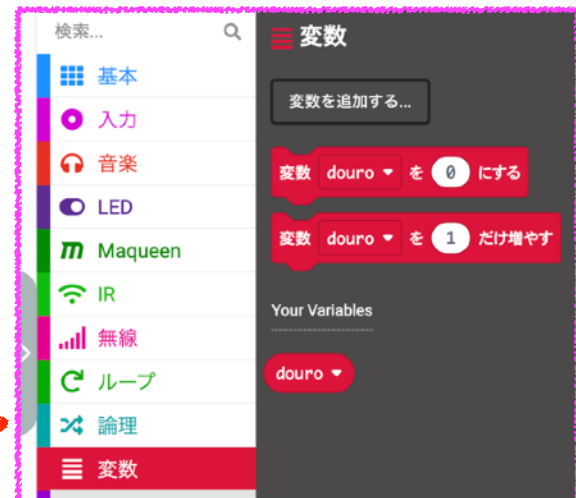 検索...
基本
入力
音楽
LED
Maqueen
IR
無線
ループ
論理
変数
変数
変数を追加する...
変数 douro を 0 にする
変数 douro を 1 だけ増やす
Your Variables
douro